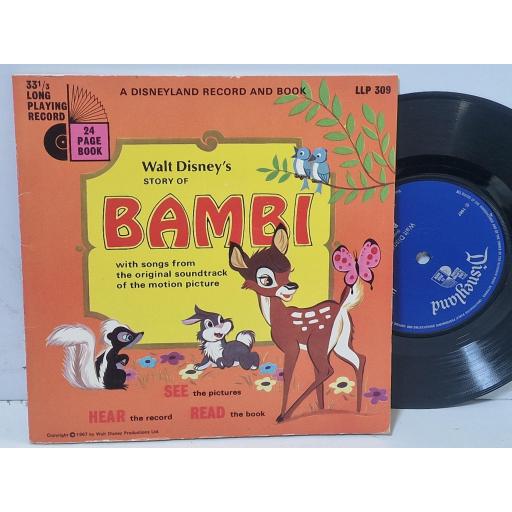 33 1/3
LONG
PLAYING
RECORD
24
PAGE
BOOK
A DISNEYLAND RECORD AND BOOK
LLP 309
Walt Disney's
STORY OF
BAMBI
with songs from
the original soundtrack
of the motion picture
SEE the pictures
HEAR the record READ the book
Copyright © 1967 by Walt Disney Productions Ltd.
Disneyland